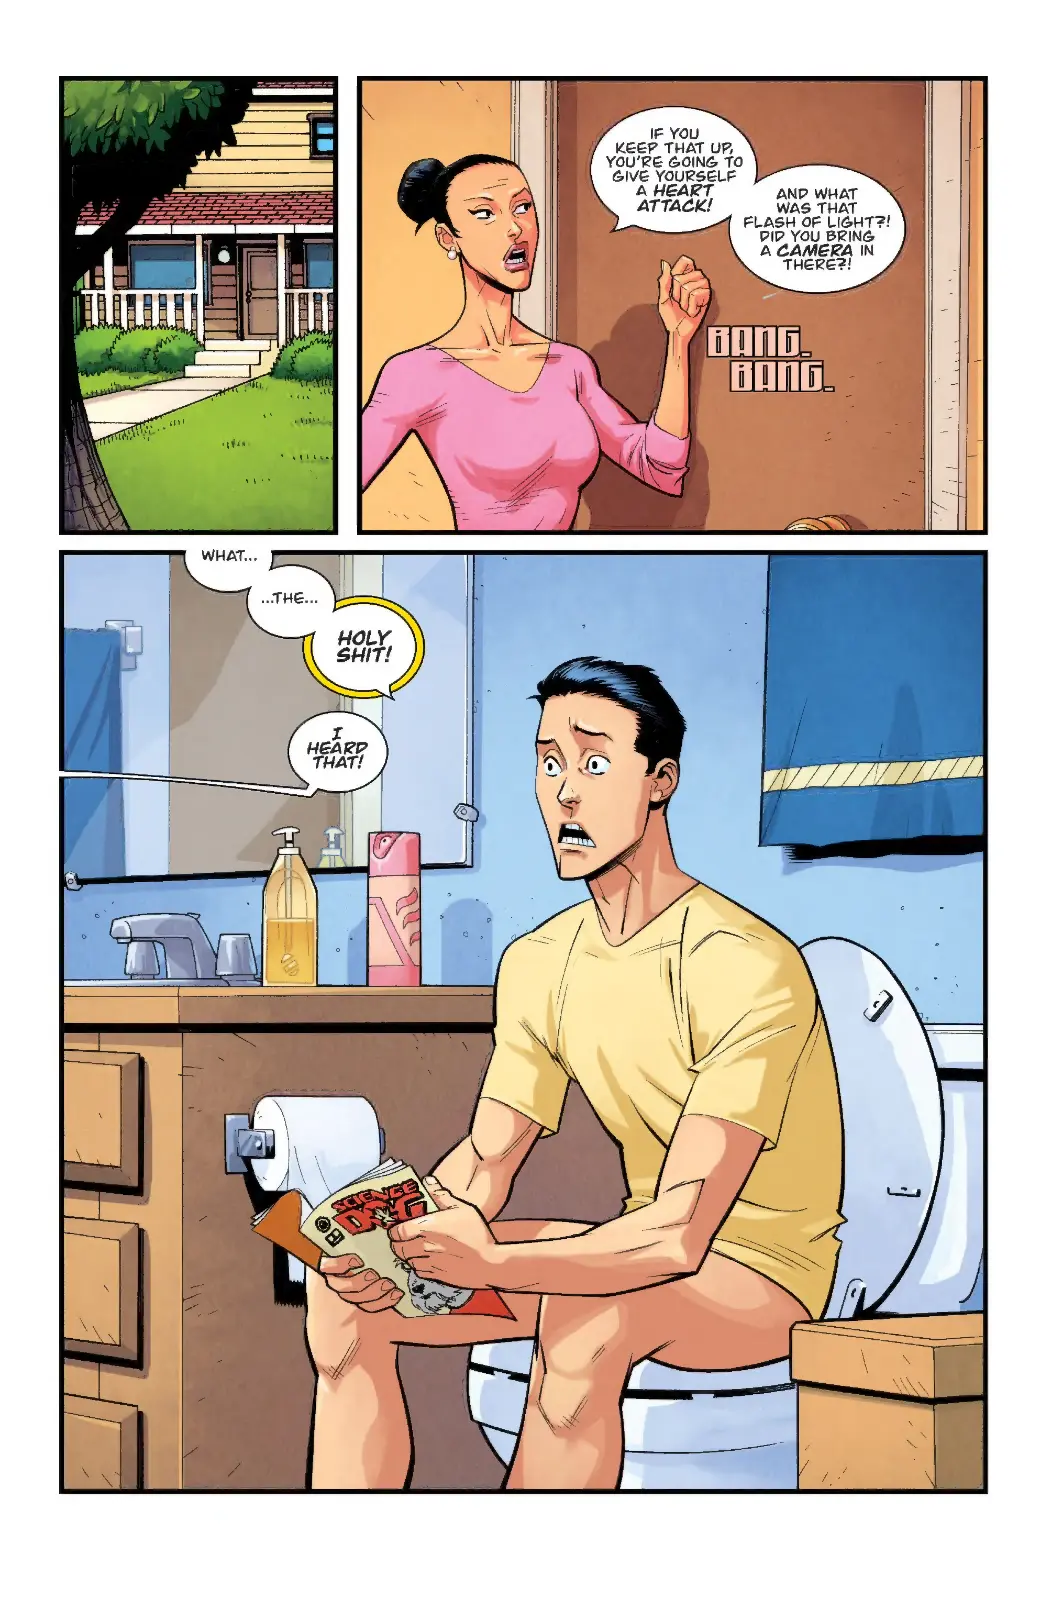 IF YOU
KEEP THAT UP,
YOU'RE GOING TO
GIVE YOURSELF
A HEART
ATTACK!
AND WHAT
WAS THAT
FLASH OF LIGHT?!
DID YOU BRING
A CAMERA IN
THERE?!
BANG.
BANG.
WHAT...
...THE...
HOLY
SHIT!
I
HEARD
THAT!
SCIENCE
DOG